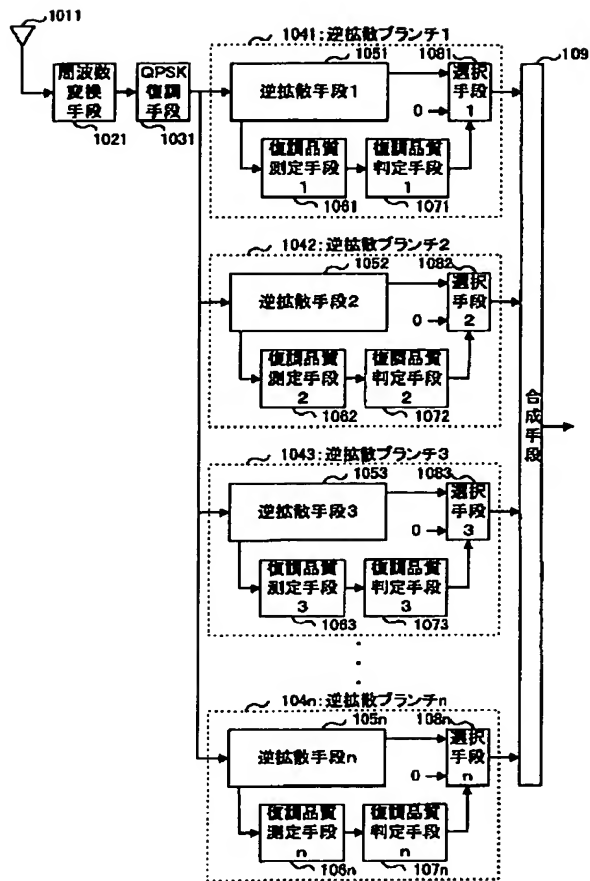 1011
周波数
変換
手段
1021
QPSK
復調
手段
1031
1041:逆拡散ブランチ1
1051
逆拡散手段1
復調品質
測定手段
1
1061
復調品質
判定手段
1
1071
1081
選択
手段
1
0
109
合成手段
1042:逆拡散ブランチ2
1052
逆拡散手段2
復調品質
測定手段
2
1062
復調品質
判定手段
2
1072
1082
選択
手段
2
0
1043:逆拡散ブランチ3
1053
逆拡散手段3
復調品質
測定手段
3
1063
復調品質
判定手段
3
1073
1083
選択
手段
3
0
104n:逆拡散ブランチn
105n
逆拡散手段n
復調品質
測定手段
n
106n
復調品質
判定手段
n
107n
108n
選択
手段
n
0